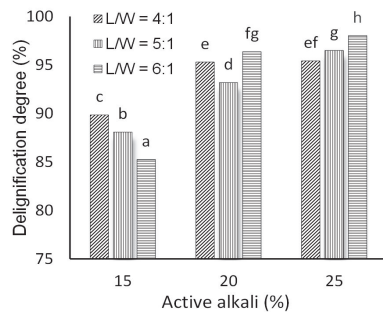 100
95
90
85
80
75
Delignification degree (%)
L/W = 4:1
L/W = 5:1
L/W = 6:1
c
b
a
e
d
fg
ef
g
h
15
20
25
Active alkali (%)